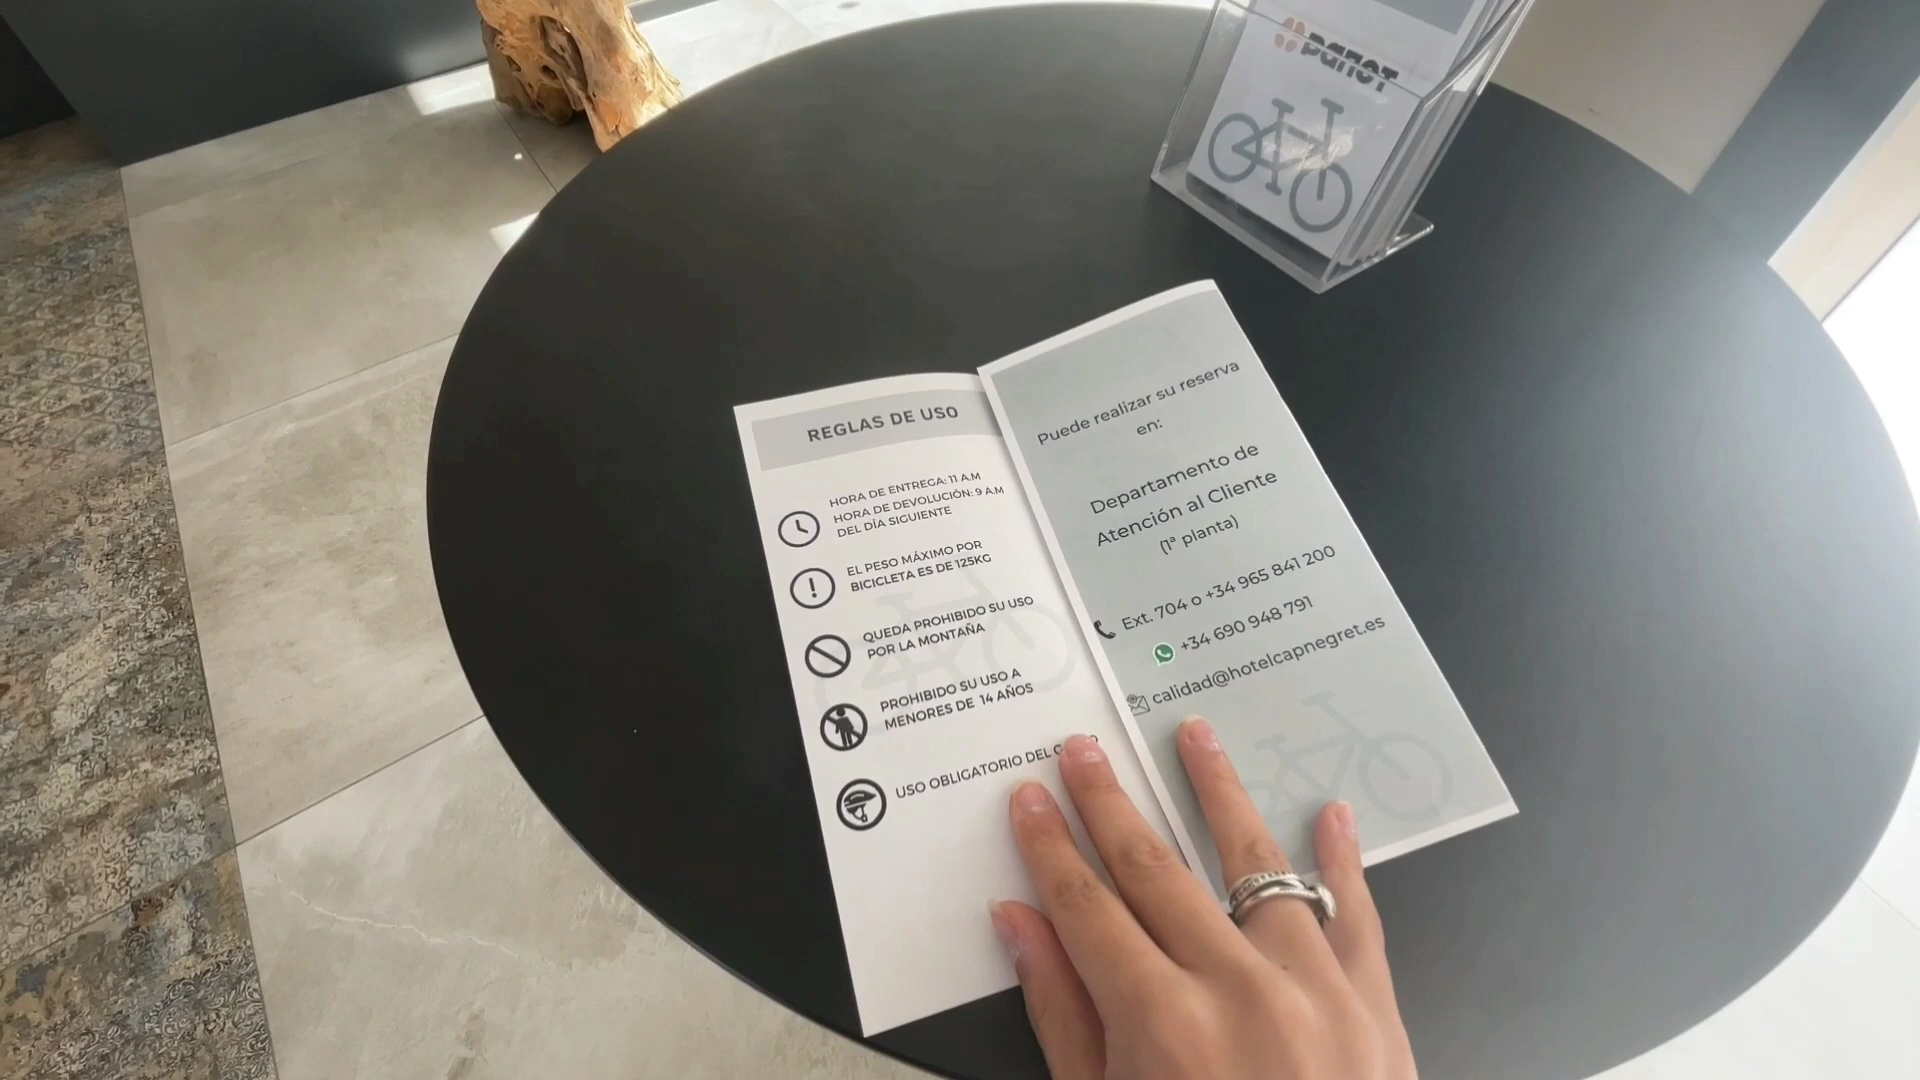 REGLAS DE USO
HORA DE ENTREGA: 11 A.M
HORA DE DEVOLUCIÓN: 9 A.M
DEL DÍA SIGUIENTE
EL PESO MÁXIMO POR
BICICLETA ES DE 125KG
QUEDA PROHIBIDO SU USO
POR LA MONTAÑA
PROHIBIDO SU USO A
MENORES DE 14 AÑOS
USO OBLIGATORIO DEL
Puede realizar su reserva
en:
Departamento de
Atención al Cliente
(1ª planta)
Ext. 704 o +34 965 841 200
+34 690 948 791
calidad@hotelcapnegret.es